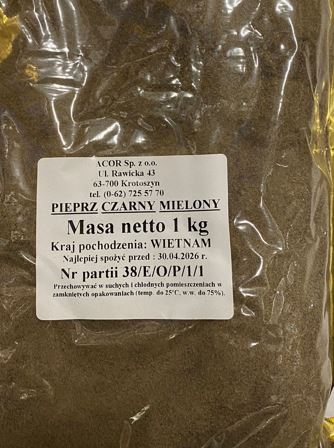 ACOR Sp. z o.o.
Ul. Rawicka 43
63-700 Krotoszyn
tel. (0-62) 725 57 70
PIEPRZ CZARNY MIELONY
Masa netto 1 kg
Kraj pochodzenia: WIETNAM
Najlepiej spożyć przed : 30.04.2026 r.
Nr partii 38/E/O/P/1/1
Przechowywać w suchych i chłodnych pomieszczeniach w
zamkniętych opakowaniach (temp. do 25°C, w.w. do 75%).